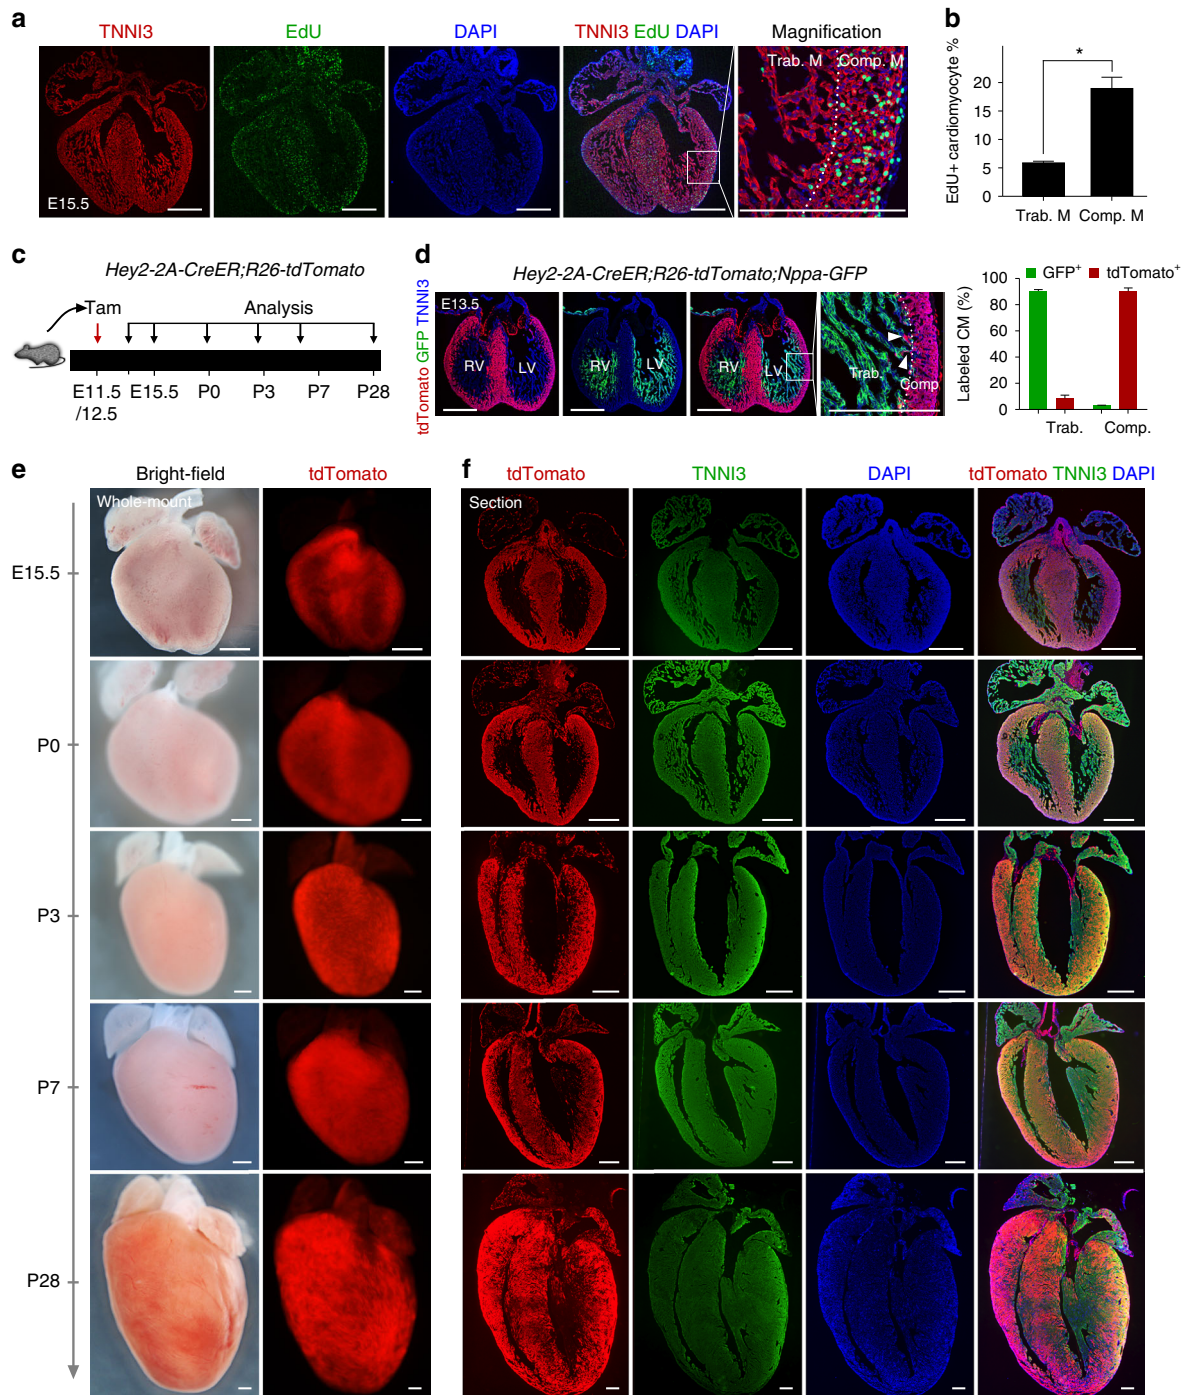 a
TNNI3
EdU
DAPI
TNNI3 EdU DAPI
Magnification
Trab. M
Comp. M
E15.5
b
EdU+ cardiomyocyte %
20
15
10
5
0
Trab. M
Comp. M
*
c
Hey2-2A-CreER;R26-tdTomato
Tam
Analysis
E11.5
/12.5
E15.5
P0
P3
P7
P28
d
Hey2-2A-CreER;R26-tdTomato;Nppa-GFP
tdTomato GFP TNNI3
E13.5
RV
LV
RV
LV
RV
LV
Trab.
Comp.
GFP+
tdTomato+
Labeled CM (%)
100
80
60
40
20
0
Trab.
Comp.
e
Bright-field
tdTomato
Whole-mount
E15.5
P0
P3
P7
P28
f
tdTomato
TNNI3
DAPI
tdTomato TNNI3 DAPI
Section